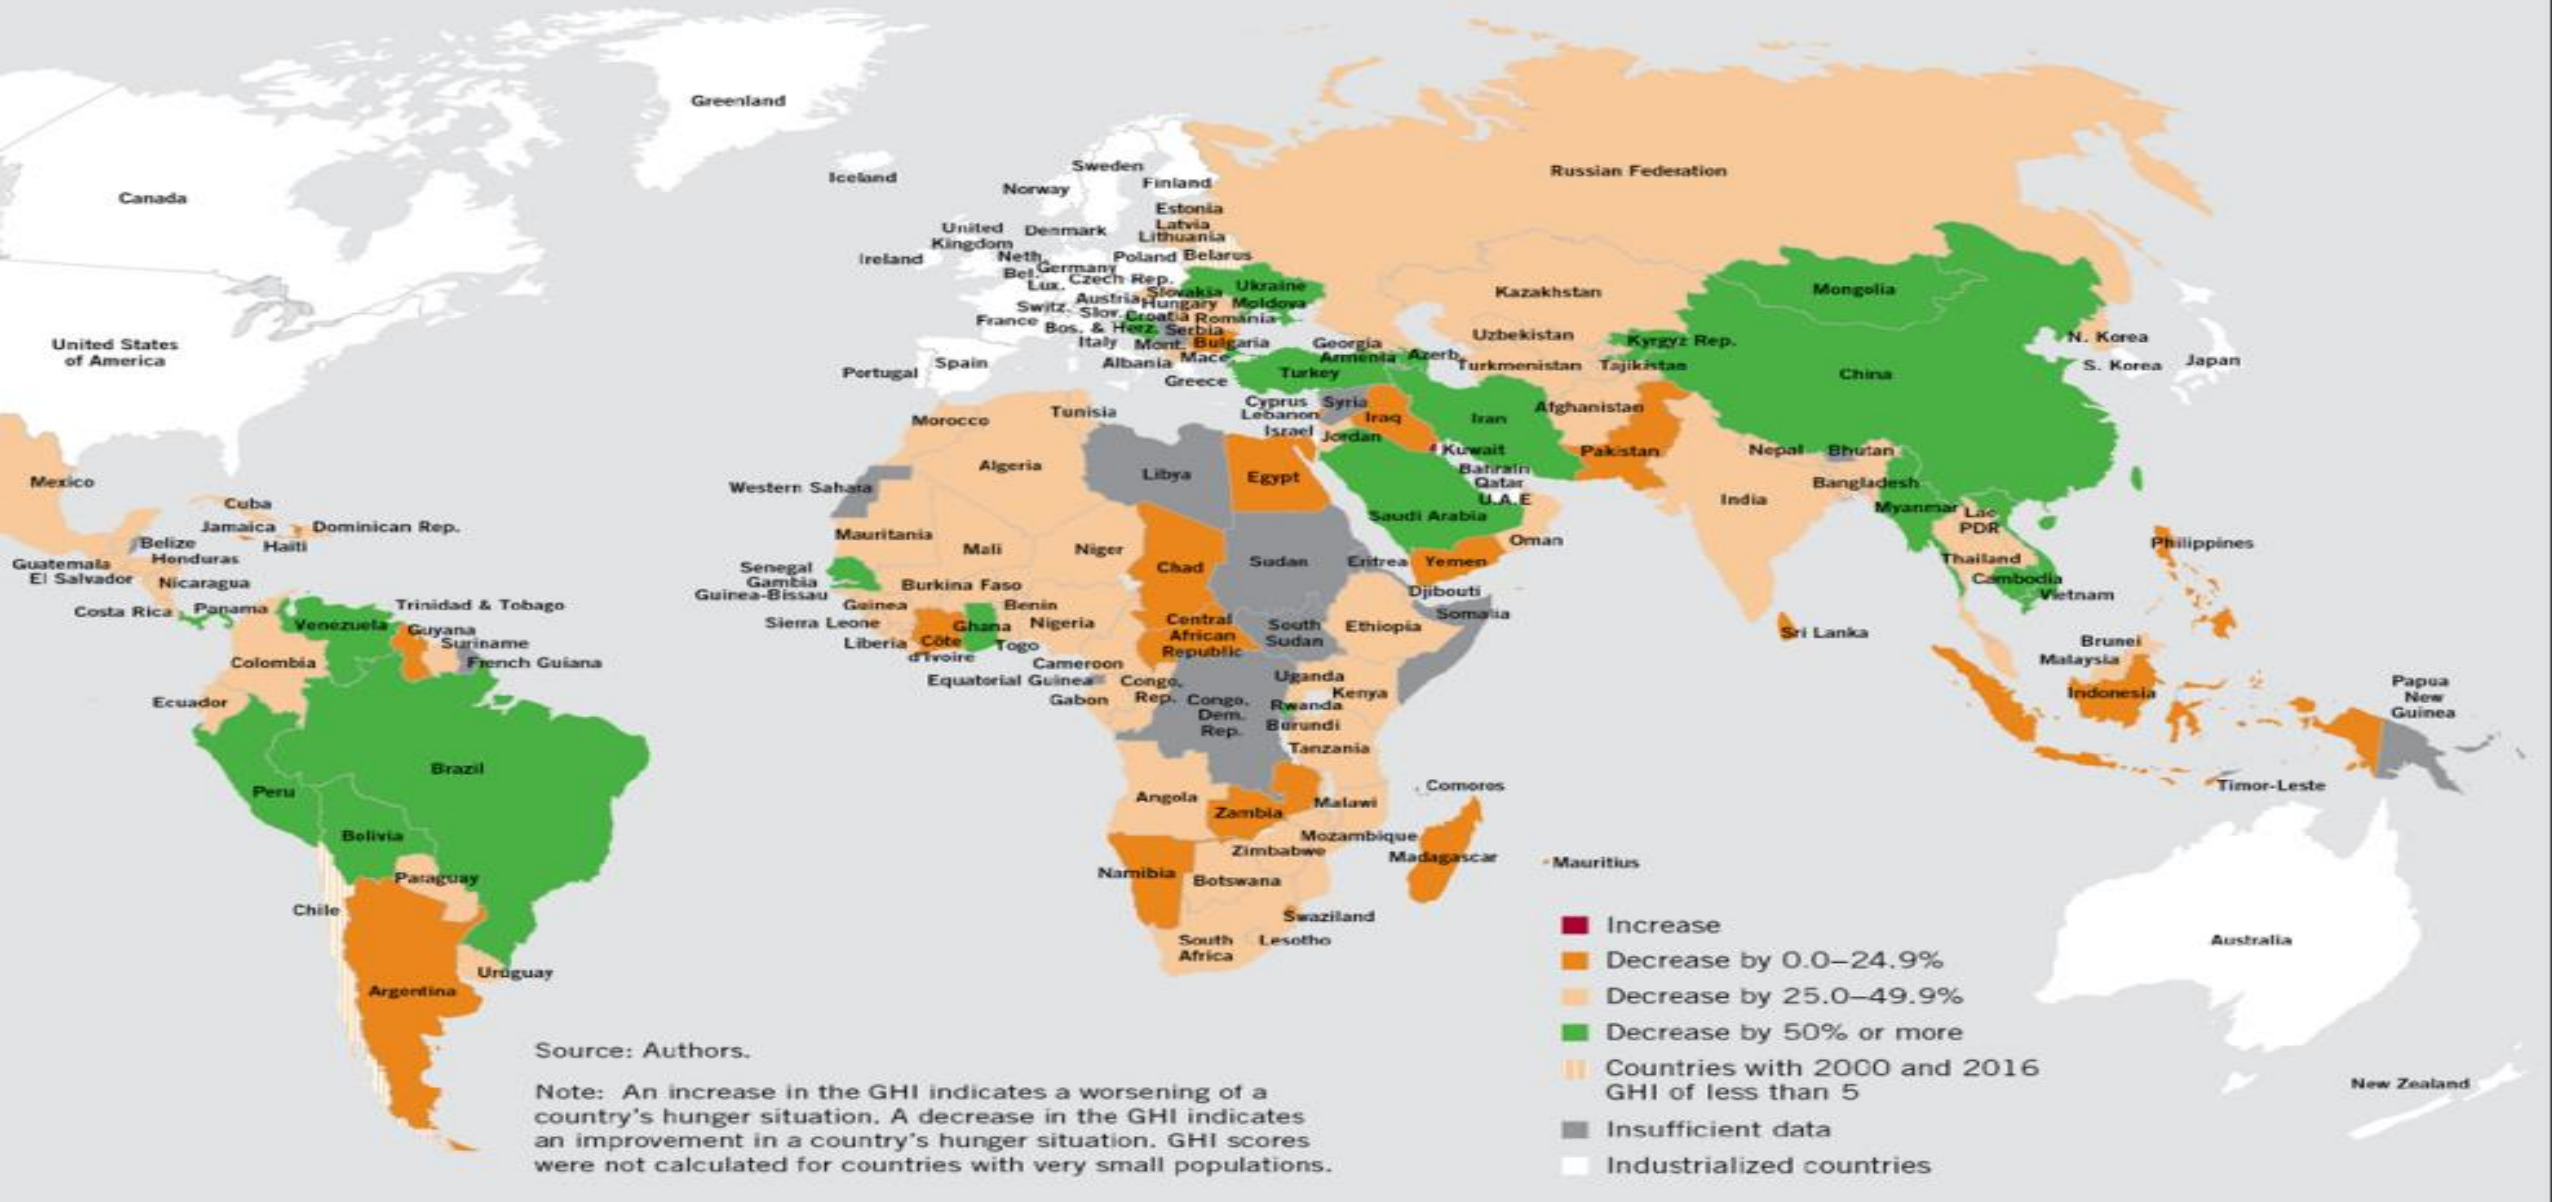 Greenland
Canada
United States
of America
Mexico
Cuba
Jamaica
Dominican Rep.
Haiti
Belize
Honduras
Guatemala
El Salvador
Nicaragua
Costa Rica
Panama
Trinidad & Tobago
Venezuela
Guyana
Suriname
French Guiana
Colombia
Ecuador
Brazil
Peru
Bolivia
Paraguay
Chile
Uruguay
Argentina
Iceland
Sweden
Norway
Finland
Estonia
Latvia
Lithuania
United
Kingdom
Denmark
Ireland
Neth.
Poland
Belarus
Bel.
Germany
Lux.
Czech Rep.
Slovakia
Ukraine
Austria
Hungary
Moldova
Switz.
Slov.
Croatia
Romania
France
Bos. & Herz.
Serbia
Italy
Mont.
Bulgaria
Albania
Mace.
Greece
Spain
Portugal
Russian Federation
Kazakhstan
Mongolia
Uzbekistan
Kyrgyz Rep.
Georgia
Armenia
Azerb.
Turkmenistan
Tajikistan
Turkey
China
N. Korea
S. Korea
Japan
Cyprus
Syria
Lebanon
Iraq
Iran
Afghanistan
Israel
Jordan
Kuwait
Pakistan
Nepal
Bhutan
Bahrain
Qatar
U.A.E
Bangladesh
India
Myanmar
Lao
PDR
Saudi Arabia
Oman
Yemen
Thailand
Cambodia
Vietnam
Philippines
Sri Lanka
Brunei
Malaysia
Indonesia
Papua
New
Guinea
Timor-Leste
Australia
New Zealand
Morocco
Tunisia
Algeria
Libya
Egypt
Western Sahara
Mauritania
Mali
Niger
Chad
Sudan
Eritrea
Senegal
Gambia
Guinea-Bissau
Burkina Faso
Djibouti
Guinea
Benin
Somalia
Sierra Leone
Ghana
Nigeria
Central
African
Republic
South
Sudan
Ethiopia
Liberia
Côte
d'Ivoire
Togo
Cameroon
Equatorial Guinea
Congo,
Rep.
Gabon
Congo,
Dem.
Rep.
Uganda
Kenya
Rwanda
Burundi
Tanzania
Comoros
Angola
Malawi
Zambia
Mozambique
Zimbabwe
Madagascar
Mauritius
Namibia
Botswana
Swaziland
South
Africa
Lesotho
Increase
Decrease by 0.0–24.9%
Decrease by 25.0–49.9%
Decrease by 50% or more
Countries with 2000 and 2016
GHI of less than 5
Insufficient data
Industrialized countries
Source: Authors.
Note: An increase in the GHI indicates a worsening of a
country's hunger situation. A decrease in the GHI indicates
an improvement in a country's hunger situation. GHI scores
were not calculated for countries with very small populations.